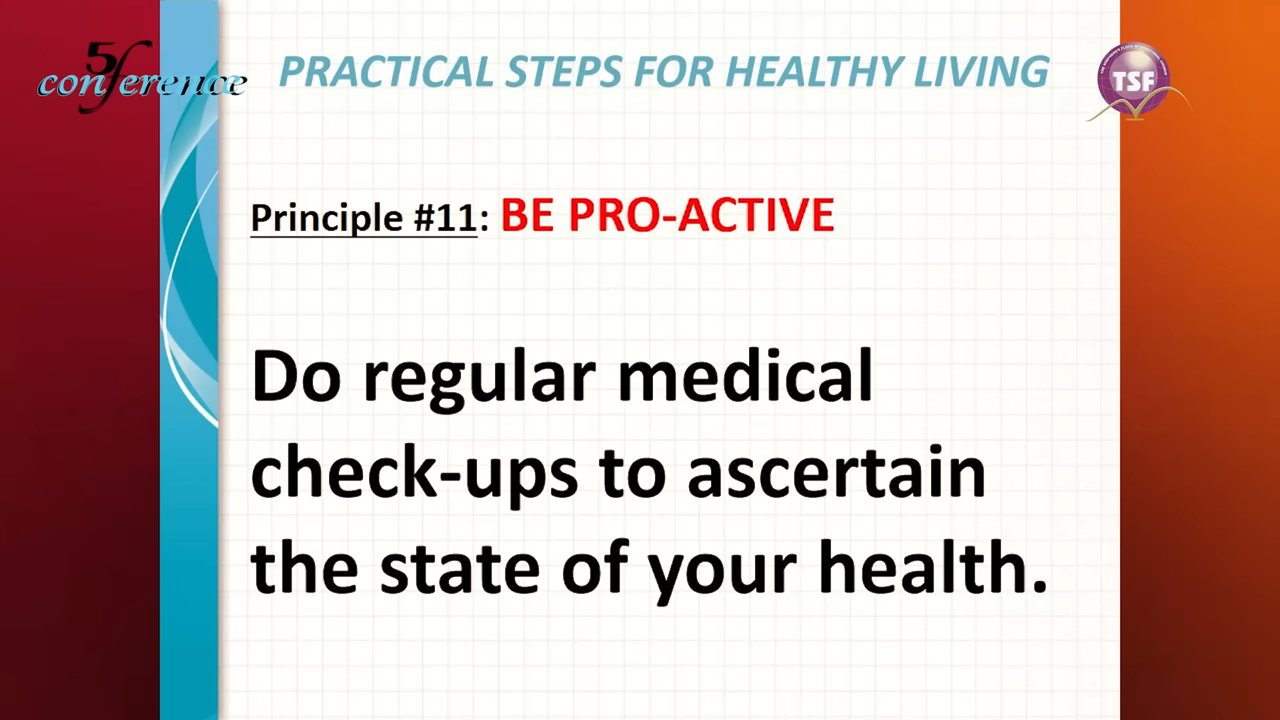 5f
conference
PRACTICAL STEPS FOR HEALTHY LIVING
TSF
Principle #11: BE PRO-ACTIVE
Do regular medical
check-ups to ascertain
the state of your health.